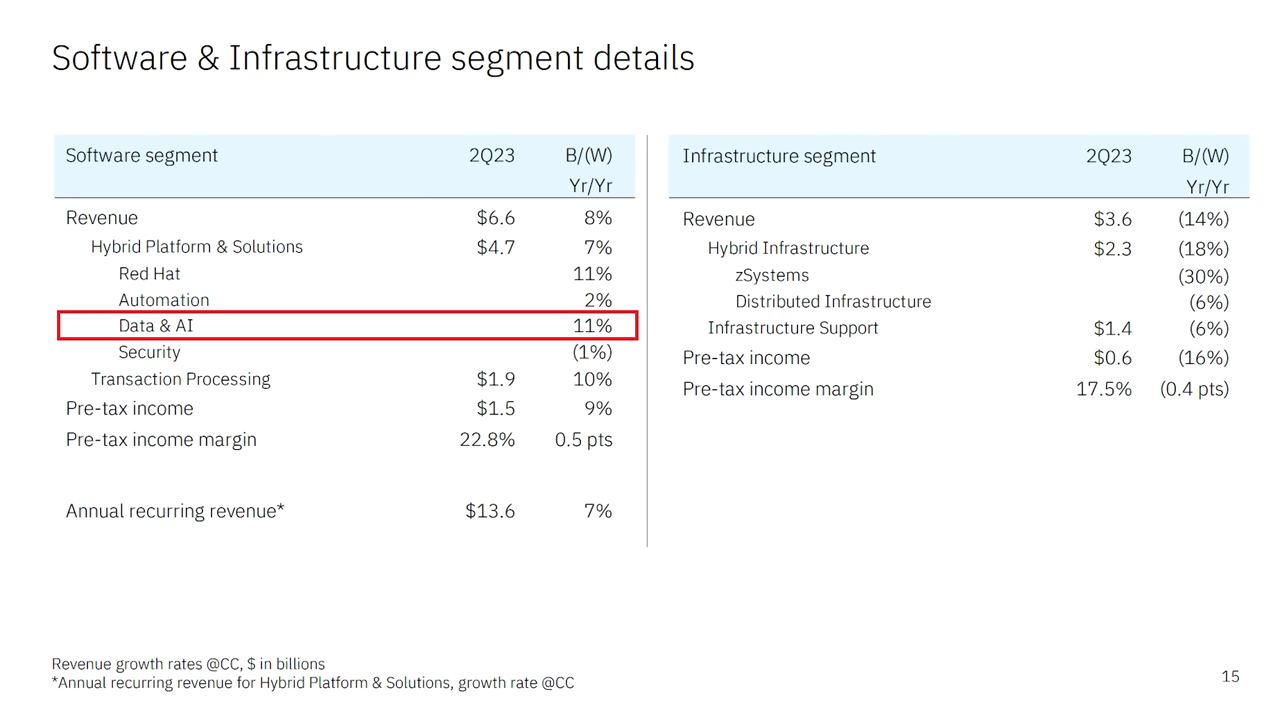 Software & Infrastructure segment details
Software segment 2Q23 B/(W)
Yr/Yr
Revenue $6.6 8%
Hybrid Platform & Solutions $4.7 7%
Red Hat 11%
Automation 2%
Data & AI 11%
Security (1%)
Transaction Processing $1.9 10%
Pre-tax income $1.5 9%
Pre-tax income margin 22.8% 0.5 pts
Annual recurring revenue* $13.6 7%
Infrastructure segment 2Q23 B/(W)
Yr/Yr
Revenue $3.6 (14%)
Hybrid Infrastructure $2.3 (18%)
zSystems (30%)
Distributed Infrastructure (6%)
Infrastructure Support $1.4 (6%)
Pre-tax income $0.6 (16%)
Pre-tax income margin 17.5% (0.4 pts)
Revenue growth rates @CC, $ in billions
*Annual recurring revenue for Hybrid Platform & Solutions, growth rate @CC
15